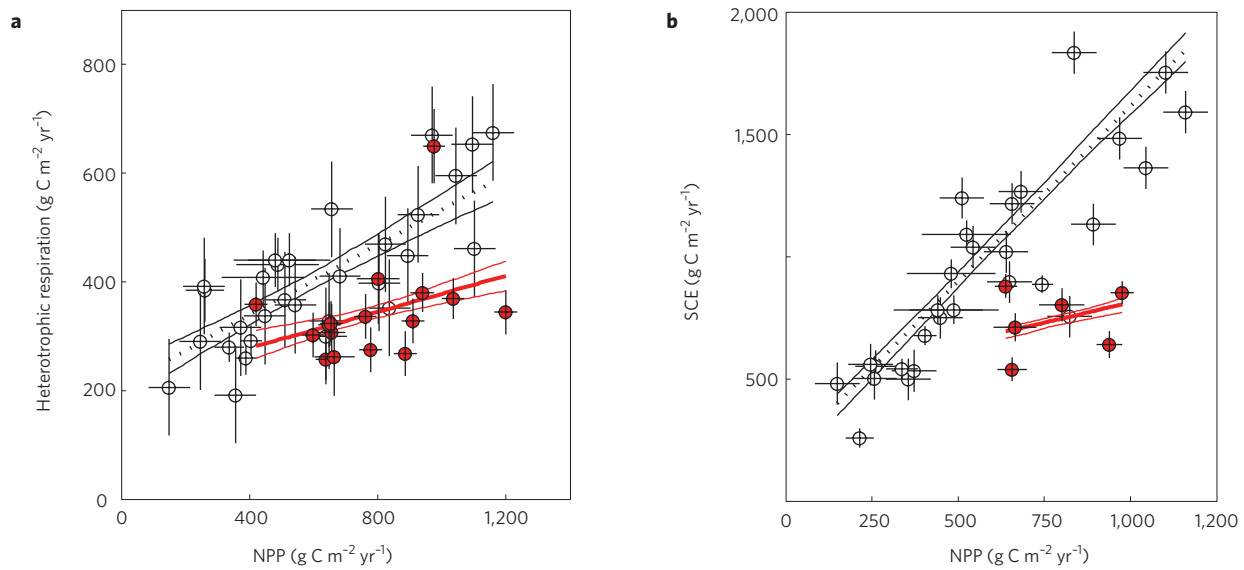 a
800
600
400
200
0
Heterotrophic respiration (g C m⁻² yr⁻¹)
0 400 800 1,200
NPP (g C m⁻² yr⁻¹)
b
2,000
1,500
500
SCE (g C m⁻² yr⁻¹)
0 250 500 750 1,000 1,200
NPP (g C m⁻² yr⁻¹)